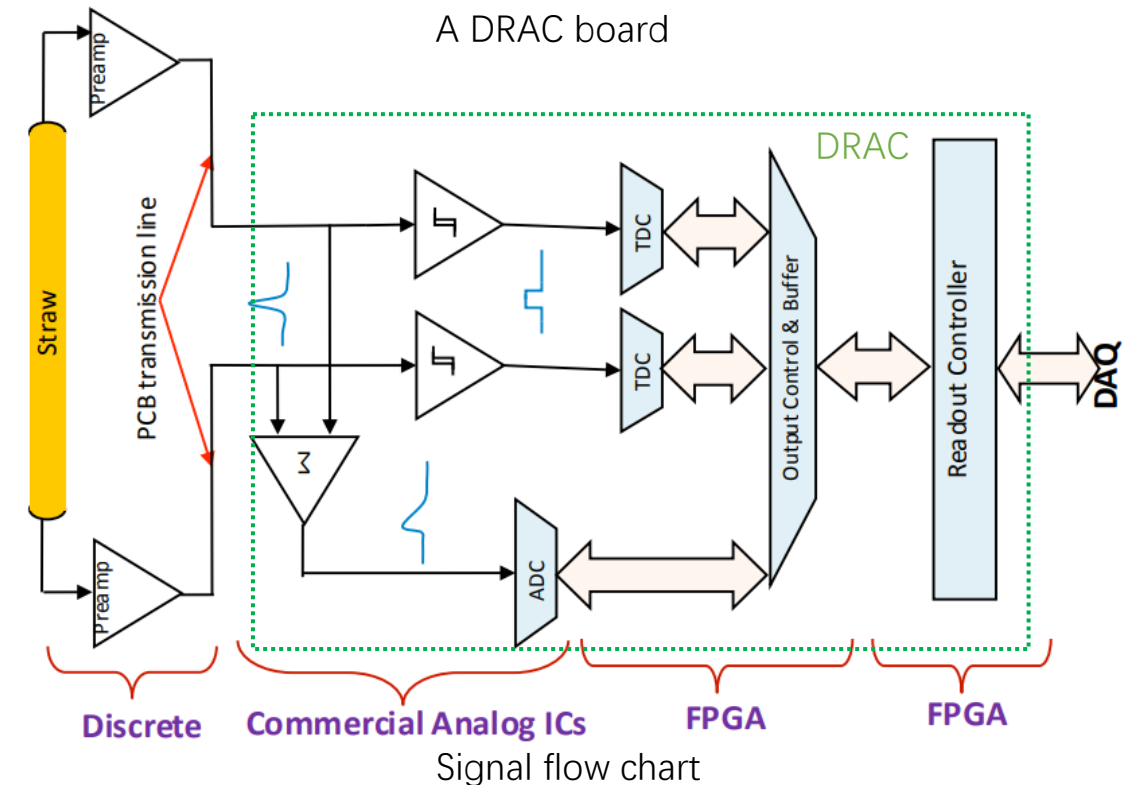 A DRAC board
Preamp
DRAC
PCB transmission line
Straw
TDC
TDC
Output Control & Buffer
Readout Controller
DAQ
Σ
ADC
Preamp
Discrete
Commercial Analog ICs
FPGA
FPGA
Signal flow chart